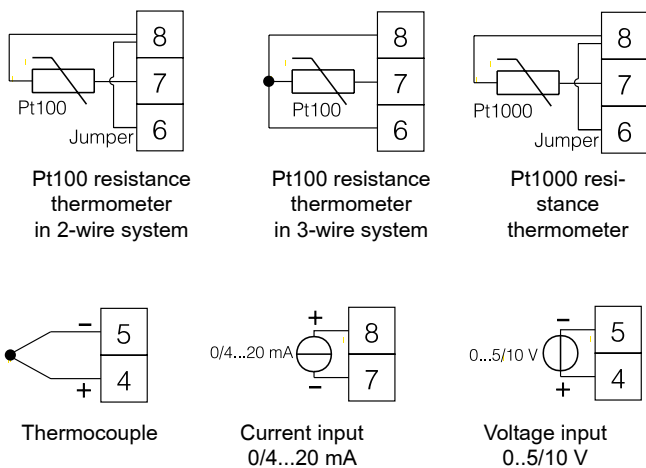 8
7
6
Pt100
Jumper
Pt100 resistance
thermometer
in 2-wire system
8
7
6
Pt100
Pt100 resistance
thermometer
in 3-wire system
8
7
6
Pt1000
Jumper
Pt1000 resi-
stance
thermometer
−
5
4
+
Thermocouple
+
8
0/4...20 mA
7
−
Current input
0/4...20 mA
−
5
0...5/10 V
4
+
Voltage input
0..5/10 V